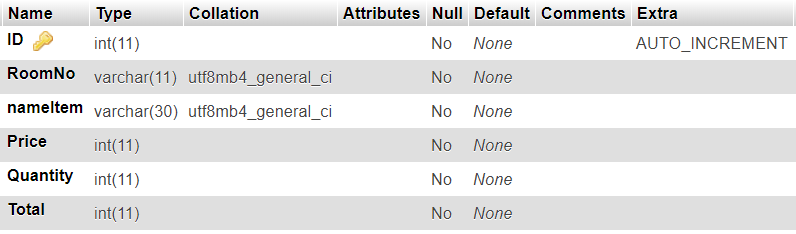 Name Type Collation Attributes Null Default Comments Extra
ID int(11) No None AUTO_INCREMENT
RoomNo varchar(11) utf8mb4_general_ci No None
nameItem varchar(30) utf8mb4_general_ci No None
Price int(11) No None
Quantity int(11) No None
Total int(11) No None